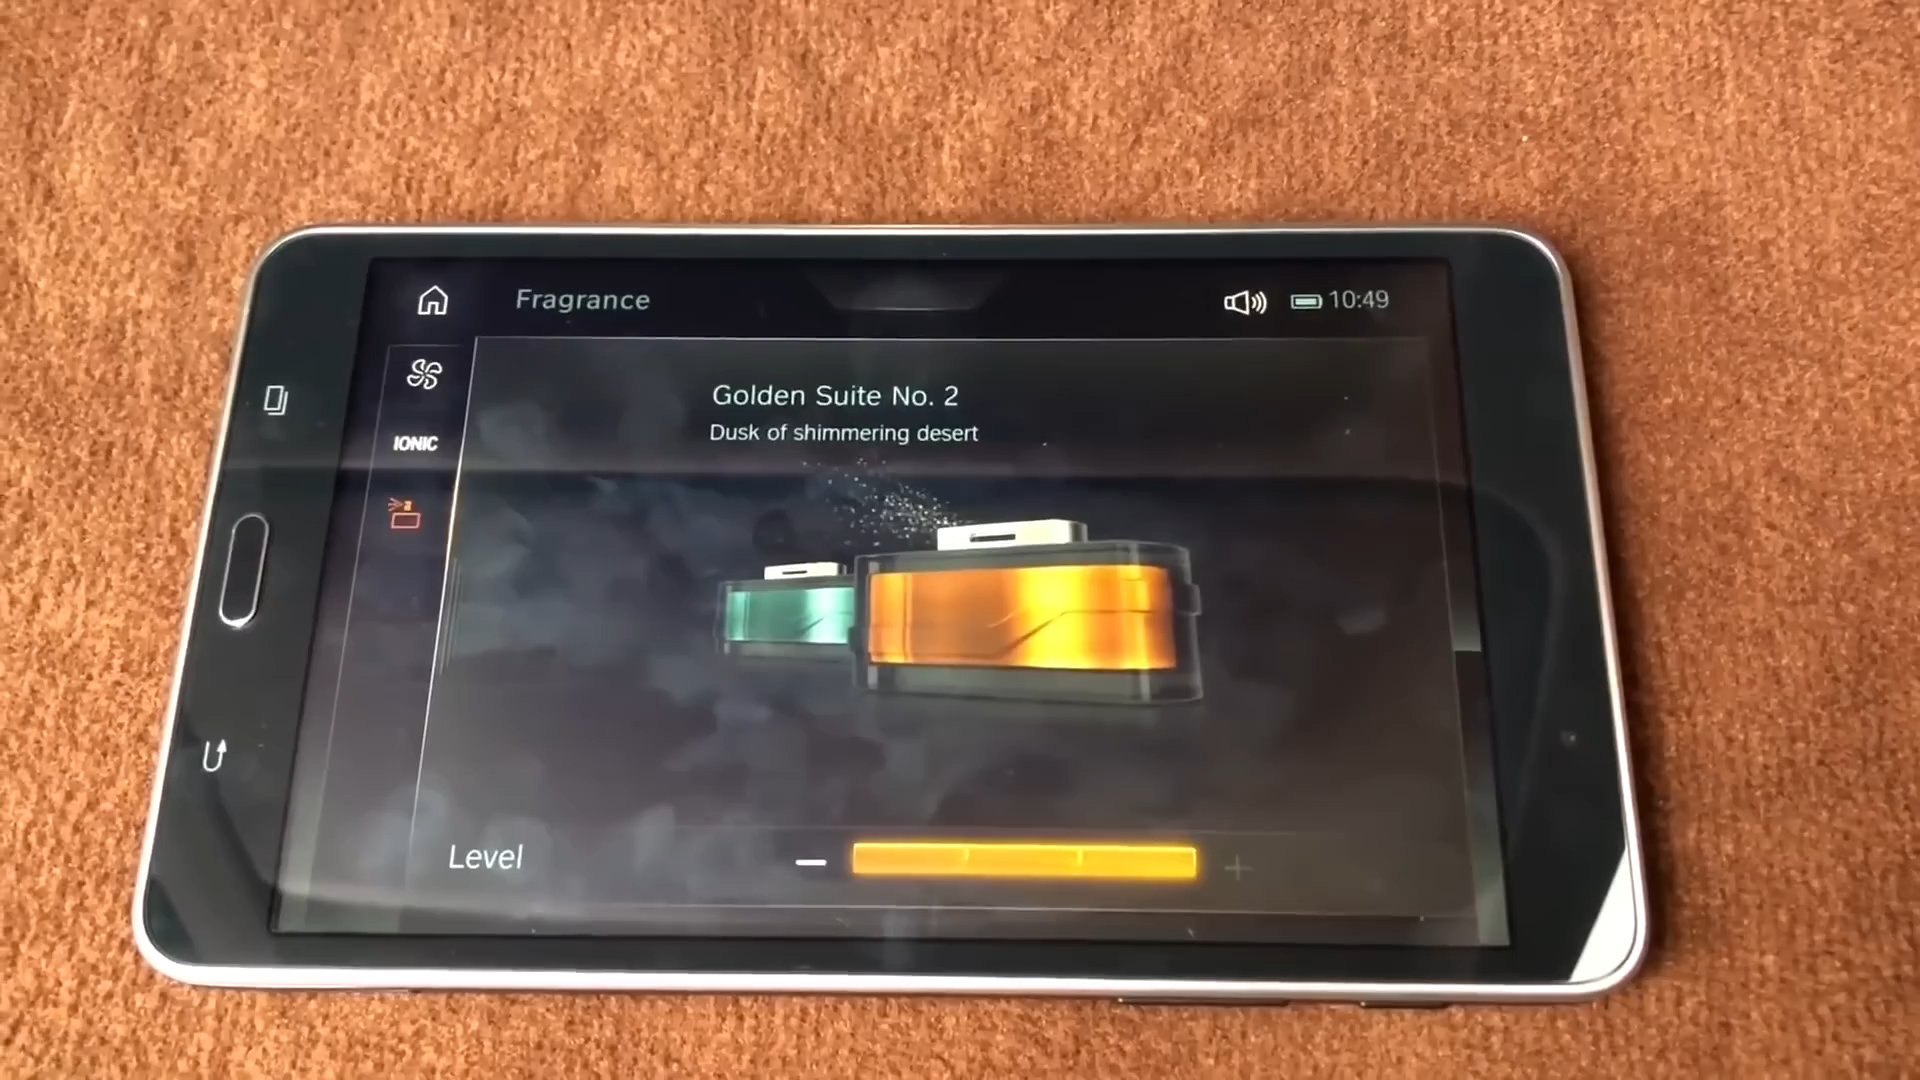 Fragrance
10:49
Golden Suite No. 2
Dusk of shimmering desert
IONIC
Level